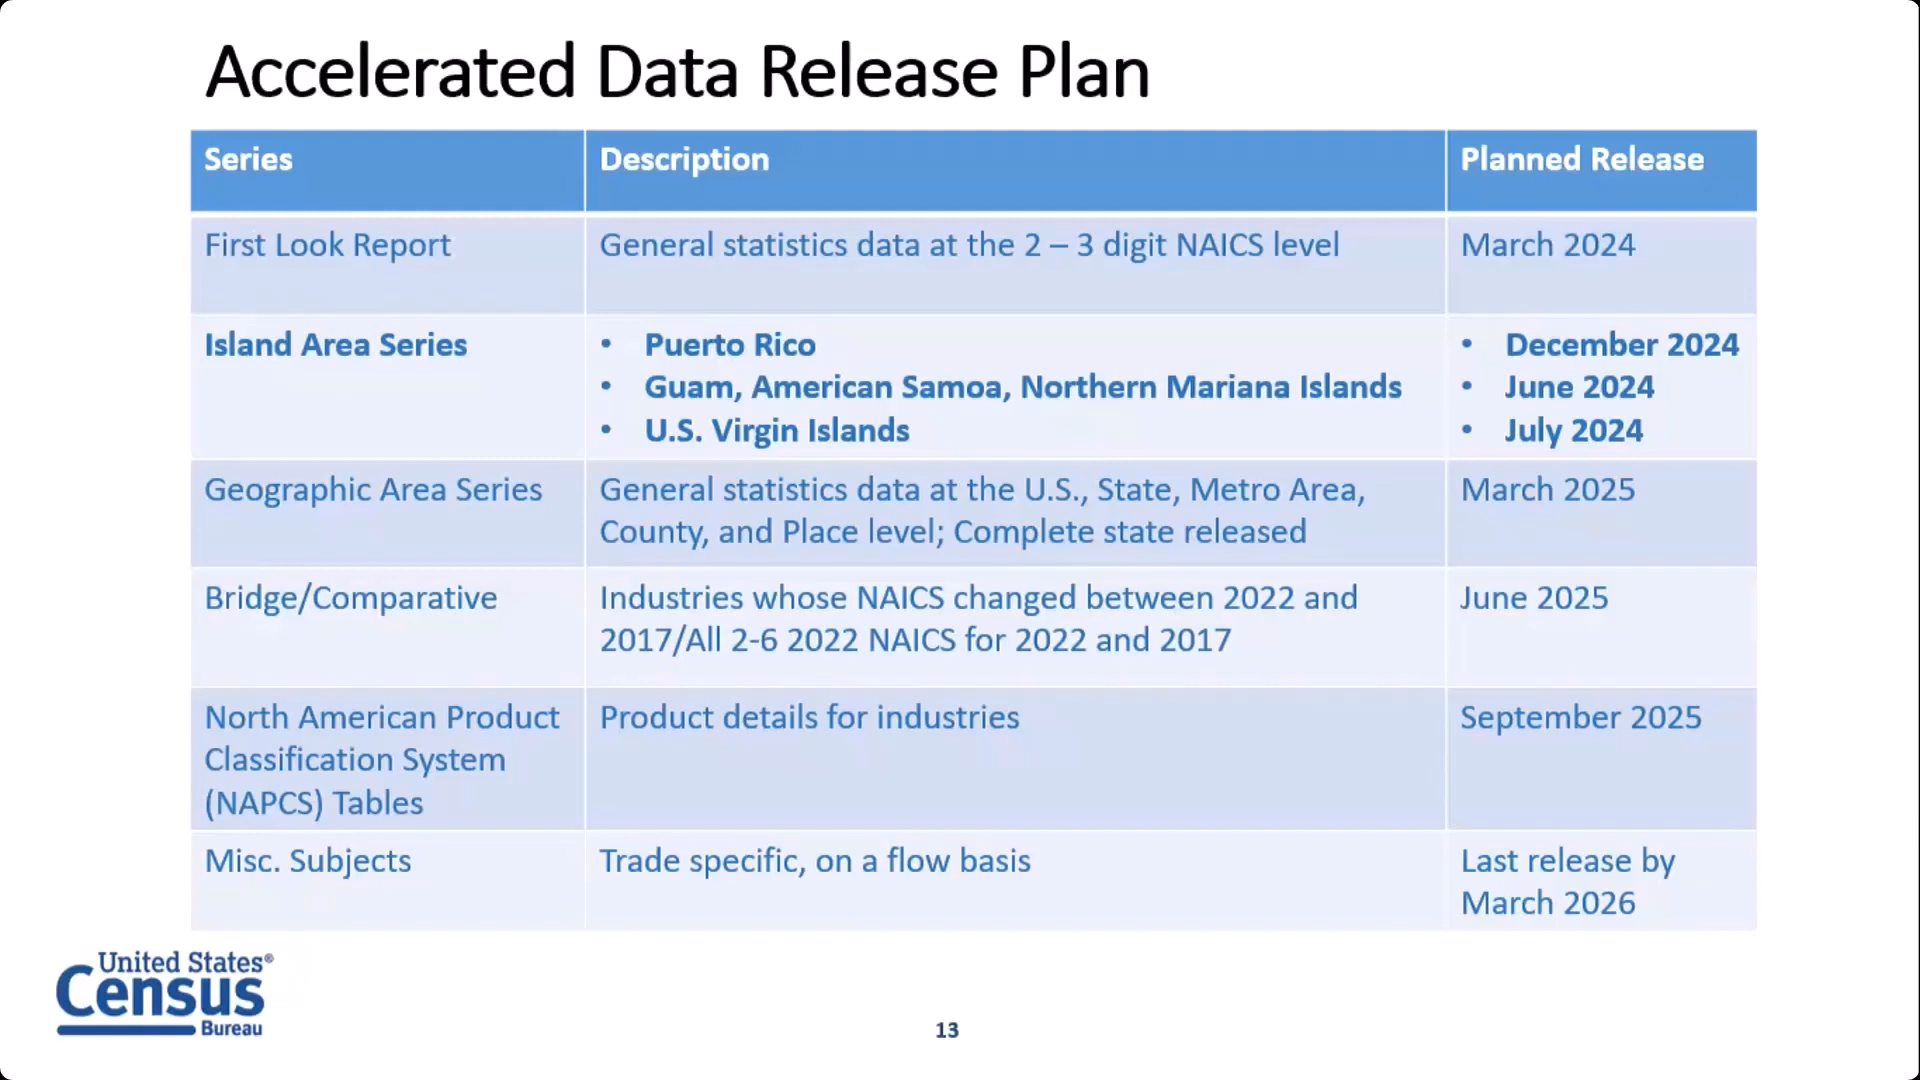 Accelerated Data Release Plan
Series
Description
Planned Release
First Look Report
General statistics data at the 2 – 3 digit NAICS level
March 2024
Island Area Series
• Puerto Rico
• Guam, American Samoa, Northern Mariana Islands
• U.S. Virgin Islands
• December 2024
• June 2024
• July 2024
Geographic Area Series
General statistics data at the U.S., State, Metro Area,
County, and Place level; Complete state released
March 2025
Bridge/Comparative
Industries whose NAICS changed between 2022 and
2017/All 2-6 2022 NAICS for 2022 and 2017
June 2025
North American Product
Classification System
(NAPCS) Tables
Product details for industries
September 2025
Misc. Subjects
Trade specific, on a flow basis
Last release by
March 2026
United States®
Census
Bureau
13